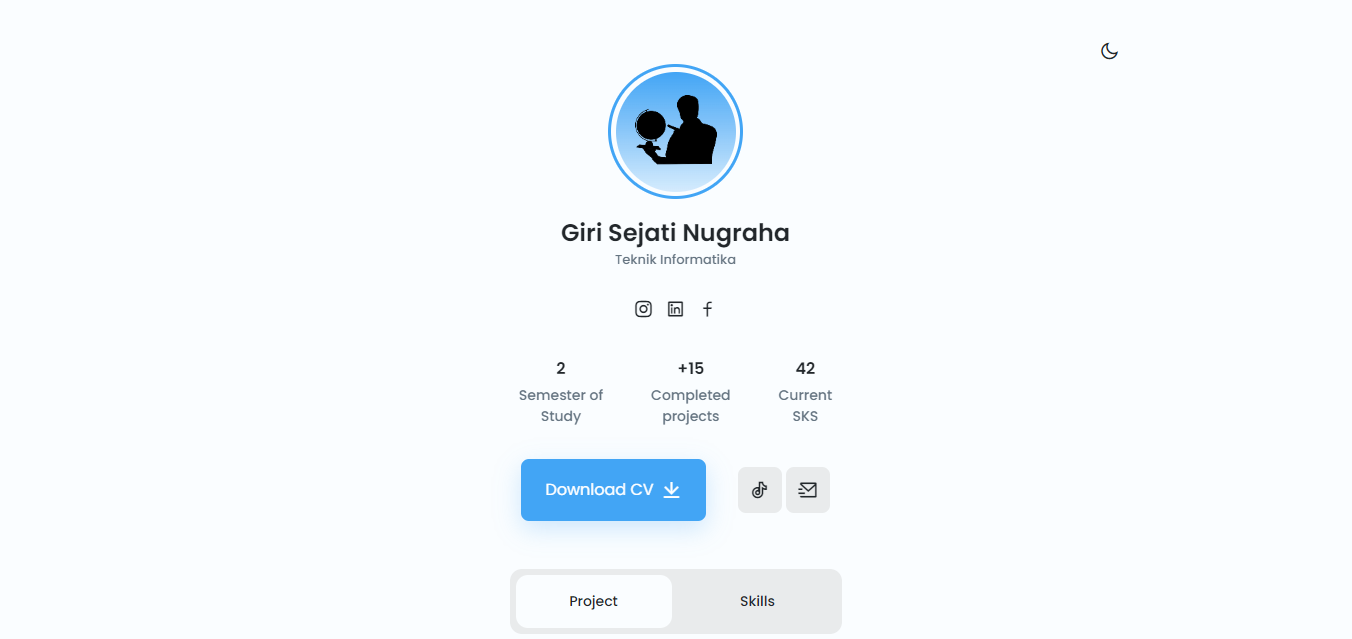 Giri Sejati Nugraha
Teknik Informatika
2
Semester of
Study
+15
Completed
projects
42
Current
SKS
Download CV
Project
Skills